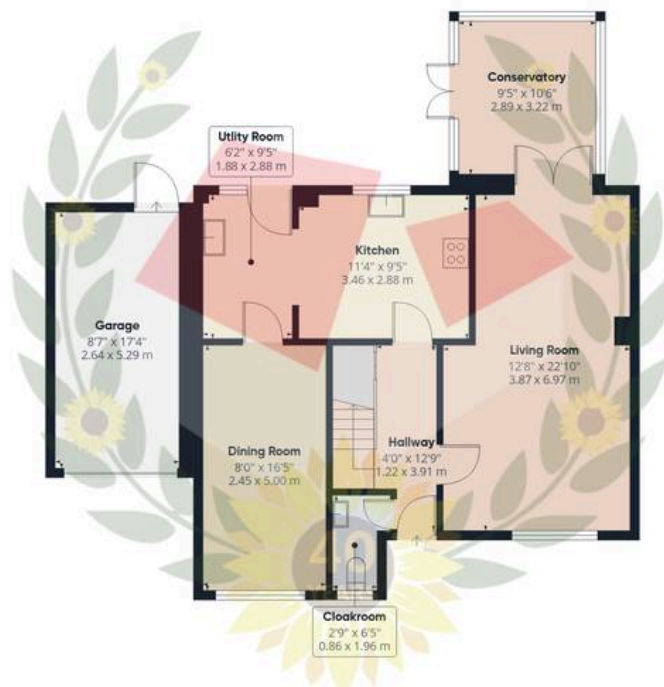 Conservatory
9'5" x 10'6"
2.89 x 3.22 m
Utlity Room
6'2" x 9'5"
1.88 x 2.88 m
Kitchen
11'4" x 9'5"
3.46 x 2.88 m
Garage
8'7" x 17'4"
2.64 x 5.29 m
Living Room
12'8" x 22'10"
3.87 x 6.97 m
Dining Room
8'0" x 16'5"
2.45 x 5.00 m
Hallway
4'0" x 12'9"
1.22 x 3.91 m
40
Cloakroom
2'9" x 6'5"
0.86 x 1.96 m